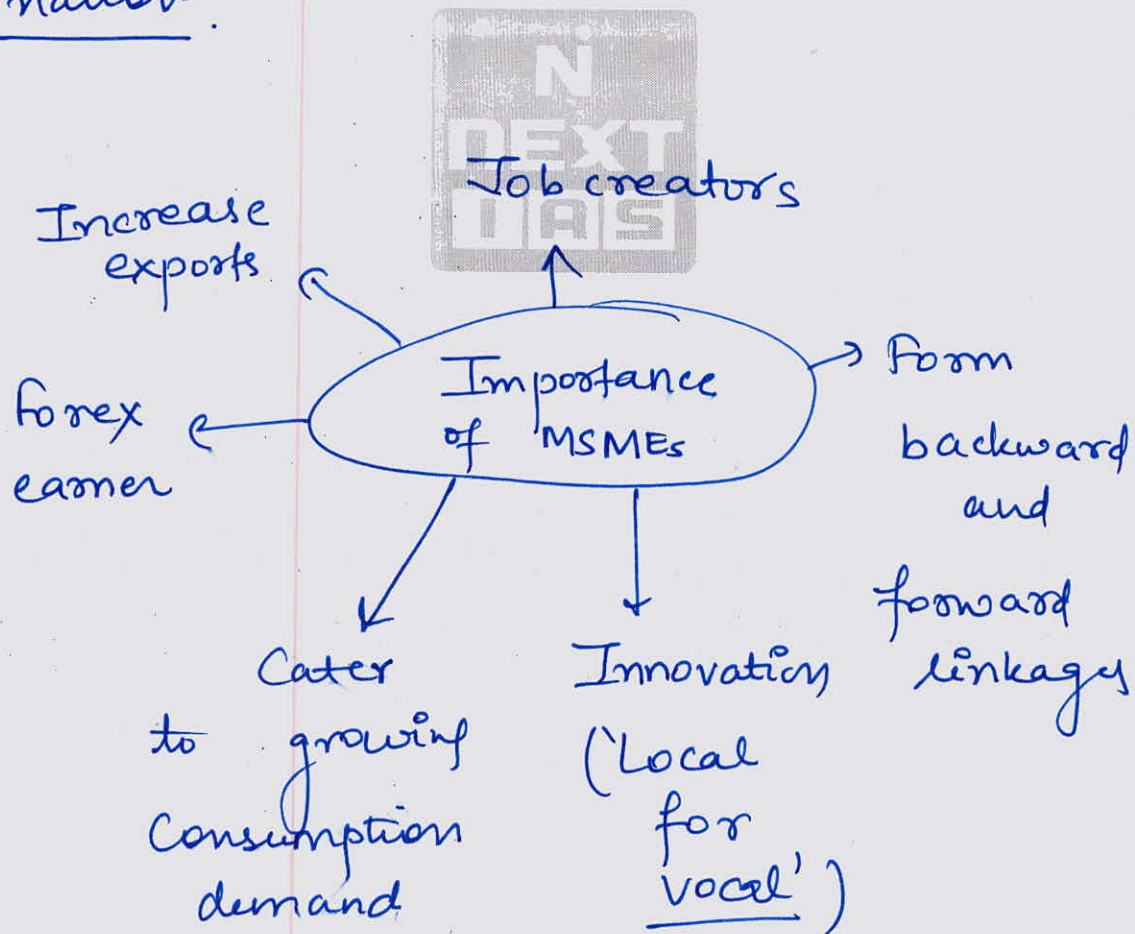 N
NEXT
IAS
Job creators
Increase
exports
Importance
of MSMEs
Form
backward
and
forward
linkages
forex
earner
Cater
to growing
Consumption
demand
Innovation
('Local
for
vocal')